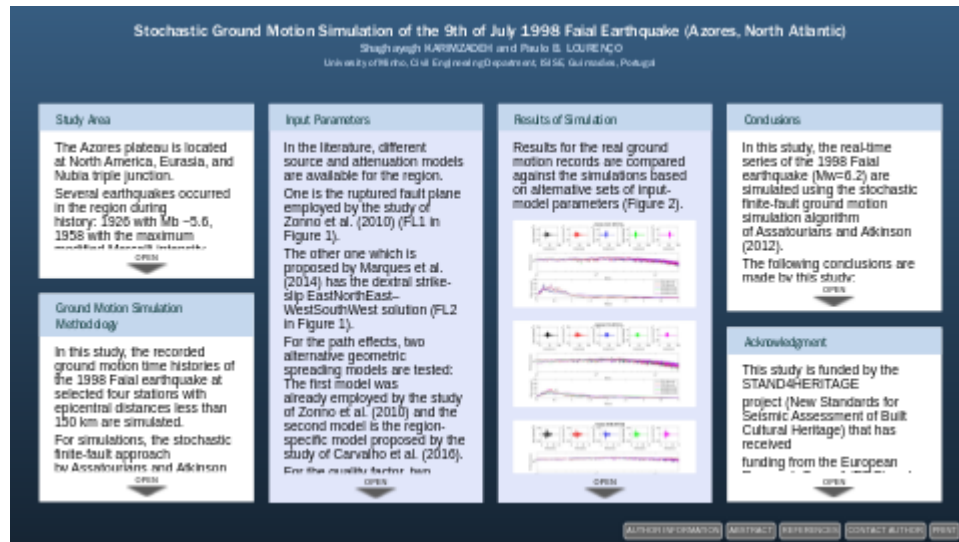 Stochastic Ground Motion Simulation of the 9th of July 1998 Faial Earthquake (Azores, North Atlantic)
Shaghayegh KARIMZADEH and Paulo B. LOURENÇO
University of Minho, Civil Engineering Department, ISISE, Guimarães, Portugal
Study Area
The Azores plateau is located
at North America, Eurasia, and
Nubia triple junction.
Several earthquakes occurred
in the region during
history: 1926 with Mb ~5.6,
1958 with the maximum
modified Mercalli intensity
OPEN
Ground Motion Simulation
Methodology
In this study, the recorded
ground motion time histories of
the 1998 Faial earthquake at
selected four stations with
epicentral distances less than
150 km are simulated.
For simulations, the stochastic
finite-fault approach
by Assatourians and Atkinson
OPEN
Input Parameters
In the literature, different
source and attenuation models
are available for the region.
One is the ruptured fault plane
employed by the study of
Zonno et al. (2010) (FL1 in
Figure 1).
The other one which is
proposed by Marques et al.
(2014) has the dextral strike-
slip EastNorthEast–
WestSouthWest solution (FL2
in Figure 1).
For the path effects, two
alternative geometric
spreading models are tested:
The first model was
already employed by the study
of Zonno et al. (2010) and the
second model is the region-
specific model proposed by the
study of Carvalho et al. (2016).
For the quality factor, two
OPEN
Results of Simulation
Results for the real ground
motion records are compared
against the simulations based
on alternative sets of input-
model parameters (Figure 2).
OPEN
Conclusions
In this study, the real-time
series of the 1998 Faial
earthquake (Mw=6.2) are
simulated using the stochastic
finite-fault ground motion
simulation algorithm
of Assatourians and Atkinson
(2012).
The following conclusions are
made by this study:
OPEN
Acknowledgment
This study is funded by the
STAND4HERITAGE
project (New Standards for
Seismic Assessment of Built
Cultural Heritage) that has
received
funding from the European
OPEN
AUTHOR INFORMATION
ABSTRACT
REFERENCES
CONTACT AUTHOR
PRINT